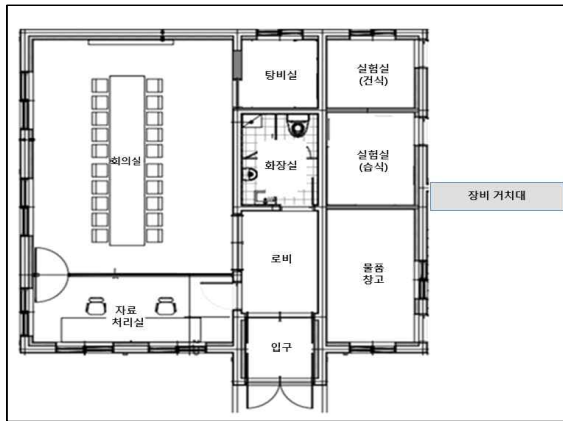 탕비실
실험실
(건식)
회의실
화장실
실험실
(습식)
장비 거치대
로비
물품
창고
자료
처리실
입구